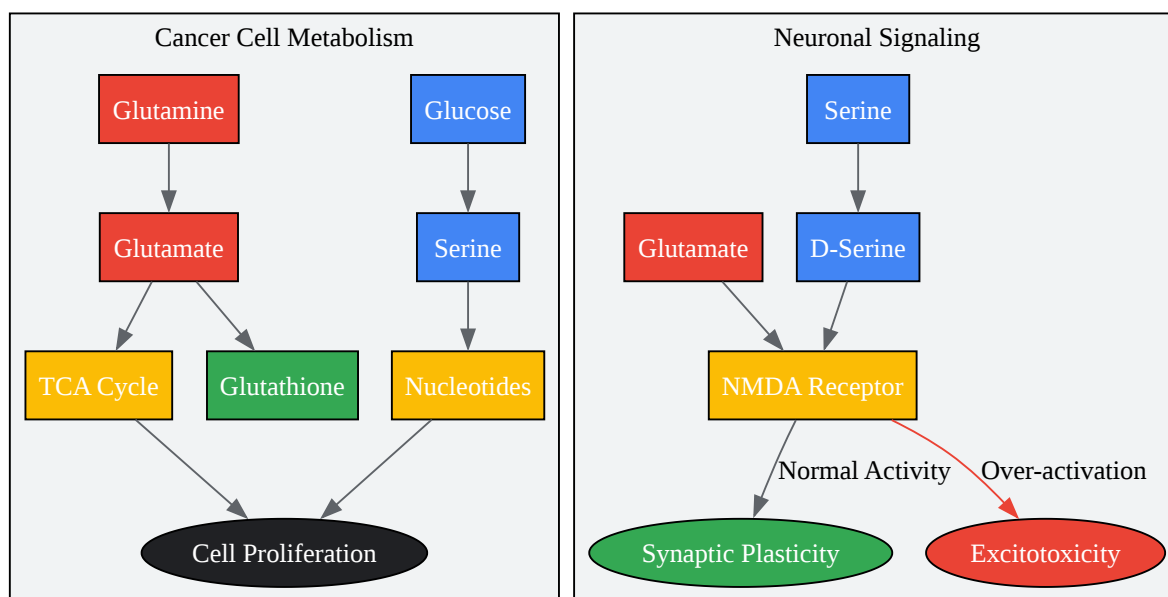 Cancer Cell Metabolism
Glutamine
Glucose
Glutamate
Serine
TCA Cycle
Glutathione
Nucleotides
Cell Proliferation
Neuronal Signaling
Serine
Glutamate
D-Serine
NMDA Receptor
Normal Activity
Over-activation
Synaptic Plasticity
Excitotoxicity